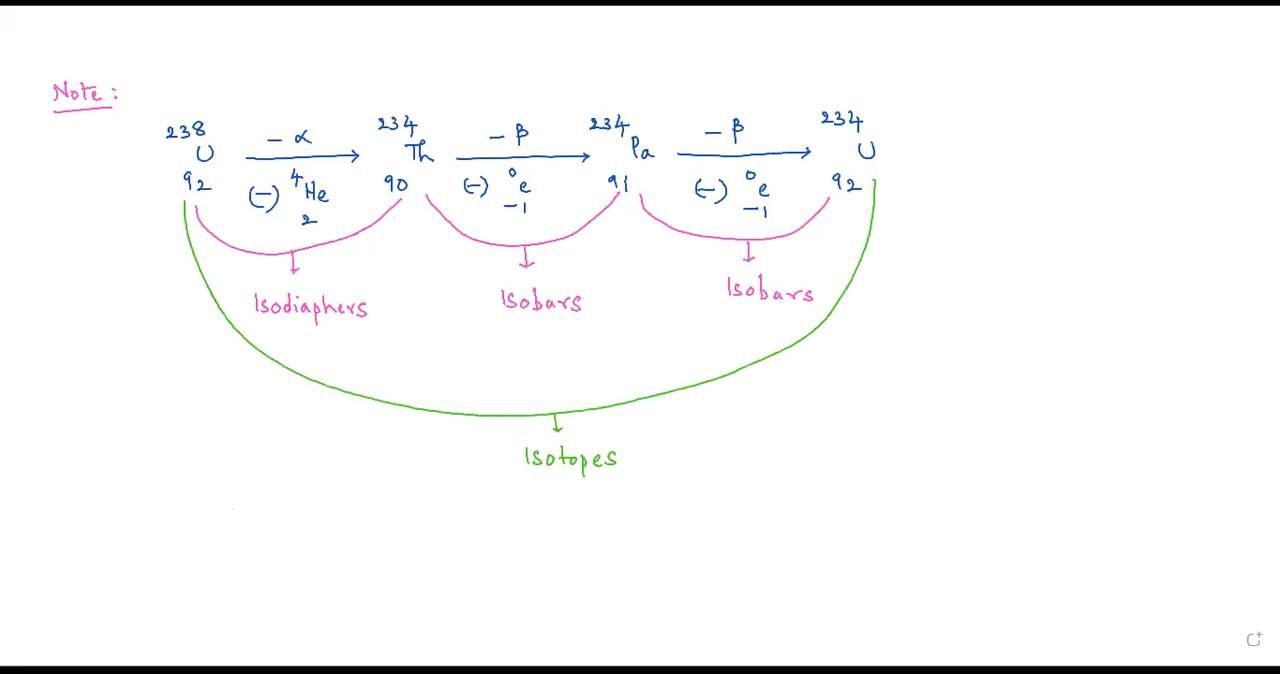 Note:
238 U 92 — α (–) 4 He 2 → 234 Th 90 — β (–) 0 e –1 → 234 Pa 91 — β (–) 0 e –1 → 234 U 92
Isodiaphers Isobars Isobars
Isotopes